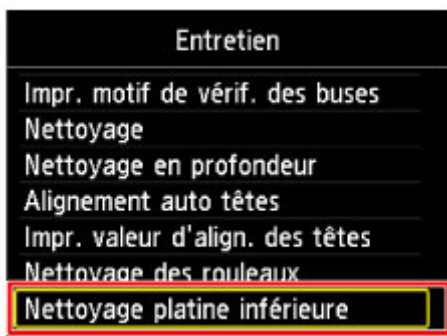 Entretien
Impr. motif de vérif. des buses
Nettoyage
Nettoyage en profondeur
Alignement auto têtes
Impr. valeur d'align. des têtes
Nettoyage des rouleaux
Nettoyage platine inférieure